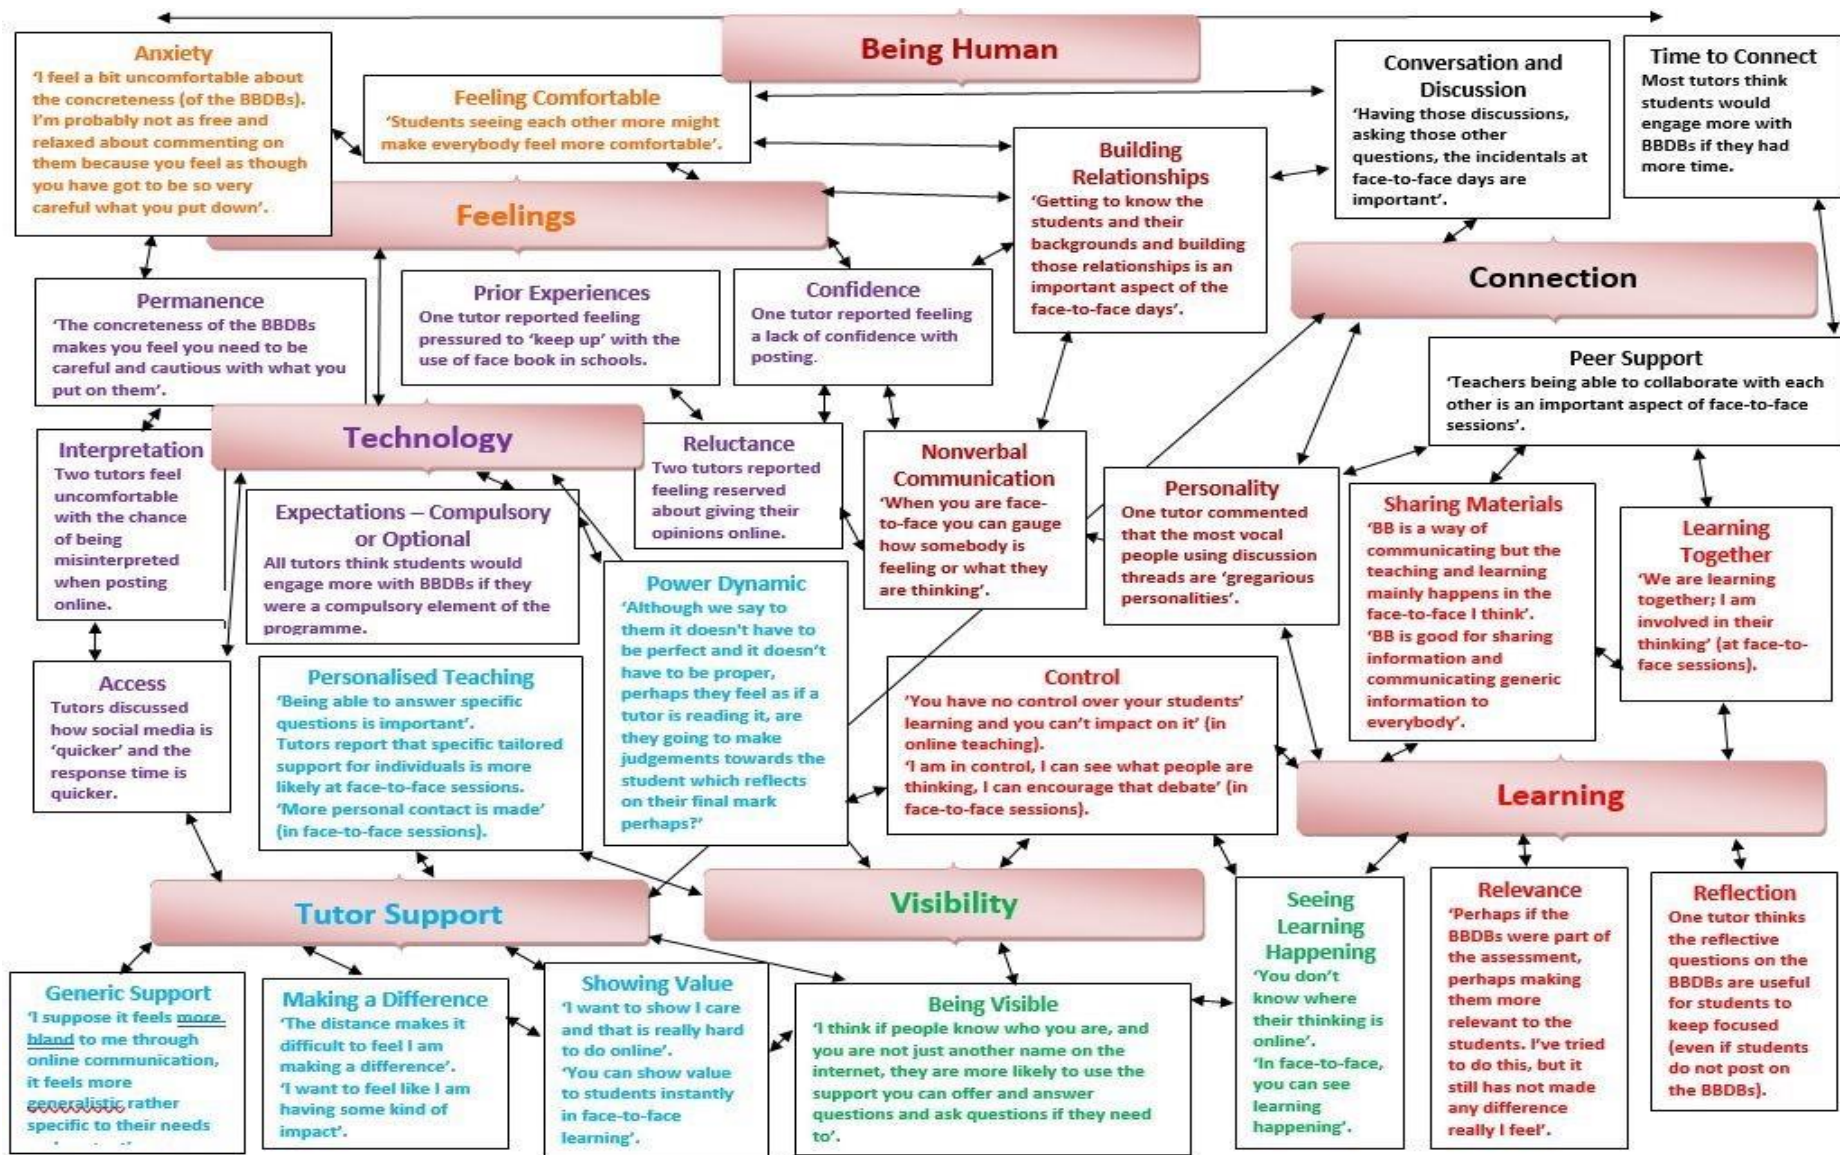 Being Human
Anxiety
'I feel a bit uncomfortable about
the concreteness (of the BBDBs).
I'm probably not as free and
relaxed about commenting on
them because you feel as though
you have got to be so very
careful what you put down'.
Feeling Comfortable
'Students seeing each other more might
make everybody feel more comfortable'.
Conversation and
Discussion
'Having those discussions,
asking those other
questions, the incidentals at
face-to-face days are
important'.
Time to Connect
Most tutors think
students would
engage more with
BBDBs if they had
more time.
Building
Relationships
'Getting to know the
students and their
backgrounds and building
those relationships is an
important aspect of the
face-to-face days'.
Feelings
Connection
Permanence
'The concreteness of the BBDBs
makes you feel you need to be
careful and cautious with what you
put on them'.
Prior Experiences
One tutor reported feeling
pressured to 'keep up' with the
use of face book in schools.
Confidence
One tutor reported feeling
a lack of confidence with
posting.
Peer Support
'Teachers being able to collaborate with each
other is an important aspect of face-to-face
sessions'.
Technology
Interpretation
Two tutors feel
uncomfortable
with the chance
of being
misinterpreted
when posting
online.
Expectations – Compulsory
or Optional
All tutors think students would
engage more with BBDBs if they
were a compulsory element of the
programme.
Reluctance
Two tutors reported
feeling reserved
about giving their
opinions online.
Nonverbal
Communication
'When you are face-
to-face you can gauge
how somebody is
feeling or what they
are thinking'.
Personality
One tutor commented
that the most vocal
people using discussion
threads are 'gregarious
personalities'.
Sharing Materials
'BB is a way of
communicating but the
teaching and learning
mainly happens in the
face-to-face I think'.
'BB is good for sharing
information and
communicating generic
information to
everybody'.
Learning
Together
'We are learning
together; I am
involved in their
thinking' (at face-to-
face sessions).
Access
Tutors discussed
how social media is
'quicker' and the
response time is
quicker.
Personalised Teaching
'Being able to answer specific
questions is important'.
Tutors report that specific tailored
support for individuals is more
likely at face-to-face sessions.
'More personal contact is made'
(in face-to-face sessions).
Power Dynamic
'Although we say to
them it doesn't have to
be perfect and it doesn't
have to be proper,
perhaps they feel as if a
tutor is reading it, are
they going to make
judgements towards the
student which reflects
on their final mark
perhaps?'
Control
'You have no control over your students'
learning and you can't impact on it' (in
online teaching).
'I am in control, I can see what people are
thinking, I can encourage that debate' (in
face-to-face sessions).
Learning
Tutor Support
Visibility
Seeing
Learning
Happening
'You don't
know where
their thinking is
online'.
'In face-to-face,
you can see
learning
happening'.
Relevance
'Perhaps if the
BBDBs were part of
the assessment,
perhaps making
them more
relevant to the
students. I've tried
to do this, but it
still has not made
any difference
really I feel'.
Reflection
One tutor thinks
the reflective
questions on the
BBDBs are useful
for students to
keep focused
(even if students
do not post on
the BBDBs).
Generic Support
'I suppose it feels more
bland to me through
online communication,
it feels more
generalistic rather
specific to their needs
Making a Difference
'The distance makes it
difficult to feel I am
making a difference'.
'I want to feel like I am
having some kind of
impact'.
Showing Value
'I want to show I care
and that is really hard
to do online'.
'You can show value
to students instantly
in face-to-face
learning'.
Being Visible
'I think if people know who you are, and
you are not just another name on the
internet, they are more likely to use the
support you can offer and answer
questions and ask questions if they need
to'.